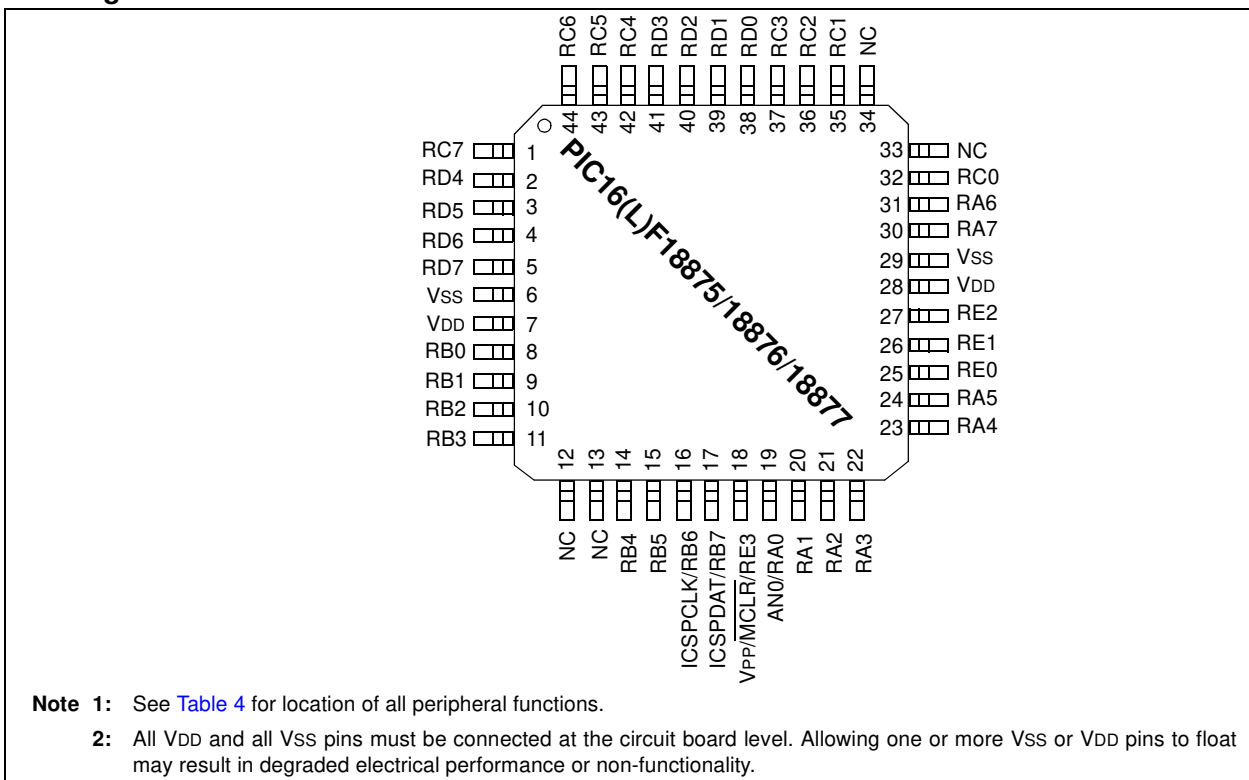 RC6
RC5
RC4
RD3
RD2
RD1
RD0
RC3
RC2
RC1
NC
44
43
42
41
40
39
38
37
36
35
34
RC7 1
RD4 2
RD5 3
RD6 4
RD7 5
VSS 6
VDD 7
RB0 8
RB1 9
RB2 10
RB3 11
PIC16(L)F18875/18876/18877
33 NC
32 RC0
31 RA6
30 RA7
29 VSS
28 VDD
27 RE2
26 RE1
25 RE0
24 RA5
23 RA4
12
13
14
15
16
17
18
19
20
21
22
NC
NC
RB4
RB5
ICSPCLK/RB6
ICSPDAT/RB7
VPP/MCLR/RE3
AN0/RA0
RA1
RA2
RA3
Note 1: See Table 4 for location of all peripheral functions.
2: All VDD and all VSS pins must be connected at the circuit board level. Allowing one or more VSS or VDD pins to float
may result in degraded electrical performance or non-functionality.